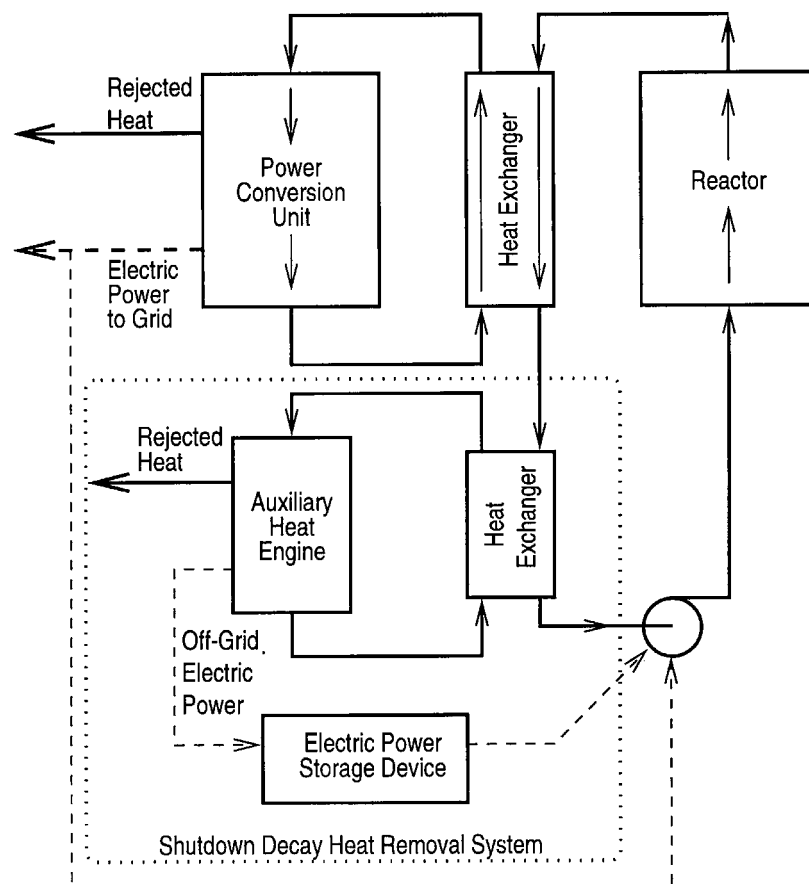 Rejected
Heat
Power
Conversion
Unit
Heat Exchanger
Reactor
Electric
Power
to Grid
Rejected
Heat
Auxiliary
Heat
Engine
Heat
Exchanger
Off-Grid
Electric
Power
Electric Power
Storage Device
Shutdown Decay Heat Removal System